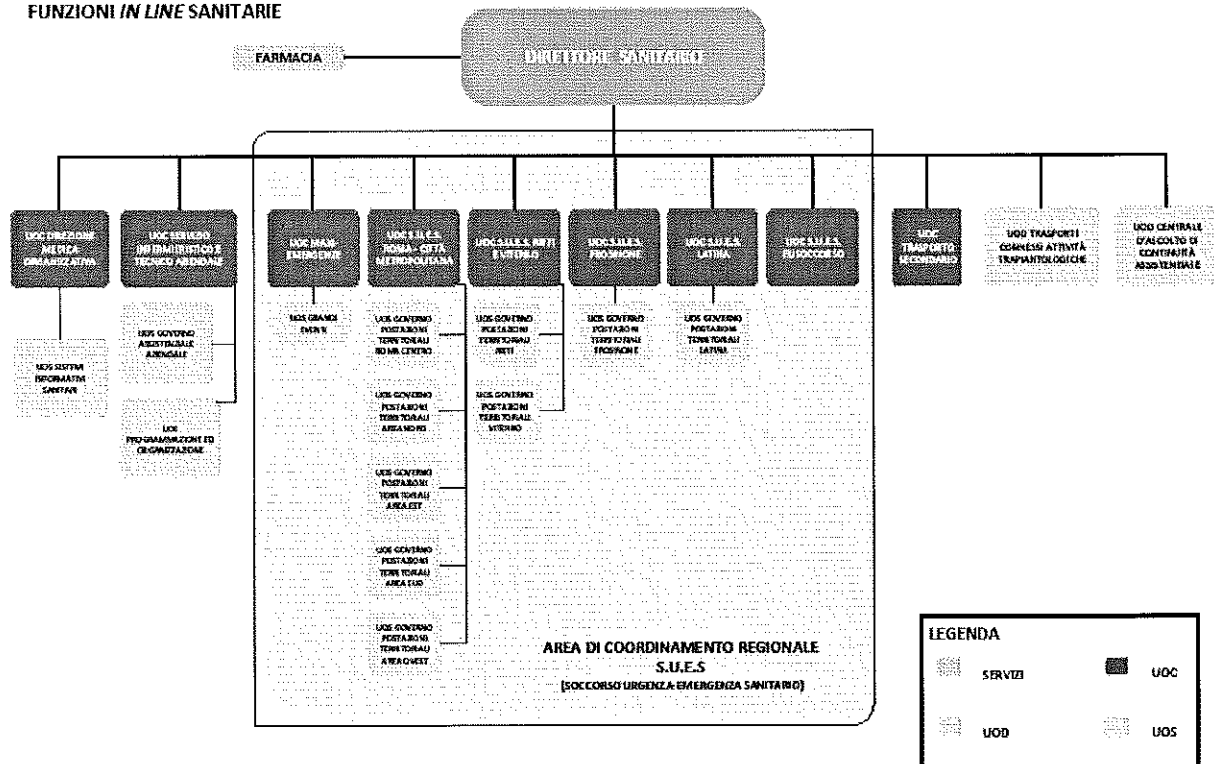 FUNZIONI IN LINE SANITARIE
FARMACIA
DIRETTORE SANITARIO
UOC DIREZIONE
MEDICA
ORGANIZZATIVA
UOC SERVIZIO
INFERMIERISTICO E
TECNICO AZIENDALE
UOC MAXI
EMERGENZE
UOC S.U.E.S.
ROMA - CITTÀ
METROPOLITANA
UOC S.U.E.S. RIETI
E VITERBO
UOC S.U.E.S.
FROSINONE
UOC S.U.E.S.
LATINA
UOC S.U.E.S.
ELISOCCORSO
UOC
TRASPORTO
SECONDARIO
UOD TRASPORTI
CONNESSI ATTIVITÀ
TRAPIANTOLOGICHE
UOD CENTRALE
D'ASCOLTO DI
CONTINUITÀ
ASSISTENZIALE
UOS SISTEMI
INFORMATIVI
SANITARI
UOS GOVERNO
ASSISTENZIALE
AZIENDALE
UOS
PROGRAMMAZIONE ED
ORGANIZZAZIONE
UOS GRANDI
EVENTI
UOS GOVERNO
POSTAZIONI
TERRITORIALI
ROMA CENTRO
UOS GOVERNO
POSTAZIONI
TERRITORIALI
AREA NORD
UOS GOVERNO
POSTAZIONI
TERRITORIALI
AREA EST
UOS GOVERNO
POSTAZIONI
TERRITORIALI
AREA SUD
UOS GOVERNO
POSTAZIONI
TERRITORIALI
AREA OVEST
UOS GOVERNO
POSTAZIONI
TERRITORIALI
RIETI
UOS GOVERNO
POSTAZIONI
TERRITORIALI
VITERBO
UOS GOVERNO
POSTAZIONI
TERRITORIALI
FROSINONE
UOS GOVERNO
POSTAZIONI
TERRITORIALI
LATINA
AREA DI COORDINAMENTO REGIONALE
S.U.E.S
(SOCCORSO URGENZA EMERGENZA SANITARIO)
LEGENDA
SERVIZI
UOC
UOD
UOS